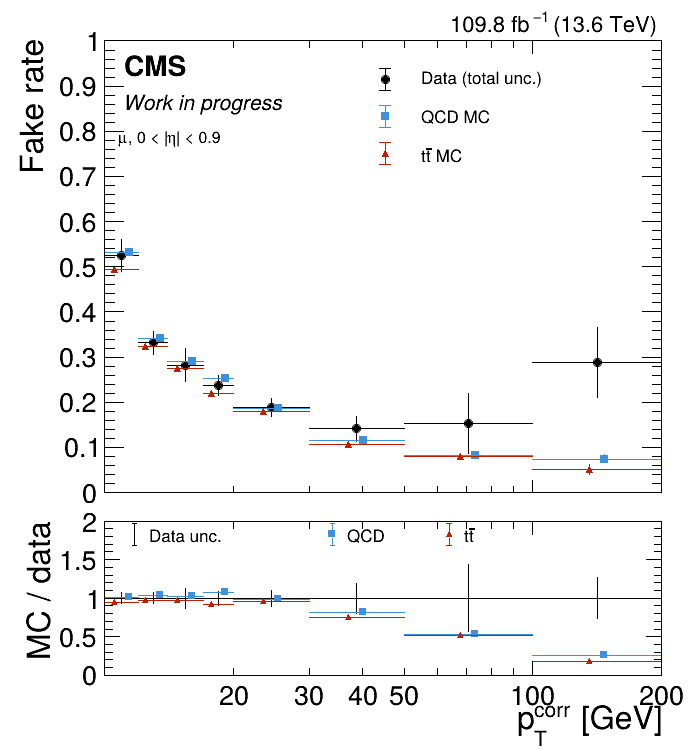 109.8 fb⁻¹ (13.6 TeV)
CMS
Work in progress
μ, 0 < |η| < 0.9
Data (total unc.)
QCD MC
tt̄ MC
Fake rate
1
0.9
0.8
0.7
0.6
0.5
0.4
0.3
0.2
0.1
0
Data unc.
QCD
tt̄
MC / data
2
1.5
1
0.5
0
20 30 40 50 100 200
p_T^corr [GeV]